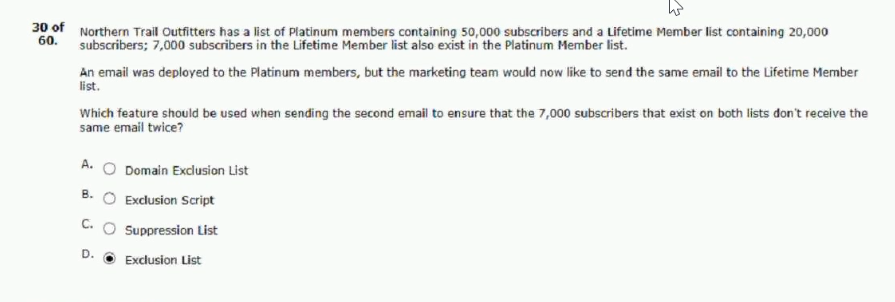 30 of
60.
Northern Trail Outfitters has a list of Platinum members containing 50,000 subscribers and a Lifetime Member list containing 20,000
subscribers; 7,000 subscribers in the Lifetime Member list also exist in the Platinum Member list.
An email was deployed to the Platinum members, but the marketing team would now like to send the same email to the Lifetime Member
list.
Which feature should be used when sending the second email to ensure that the 7,000 subscribers that exist on both lists don't receive the
same email twice?
A. Domain Exclusion List
B. Exclusion Script
C. Suppression List
D. Exclusion List